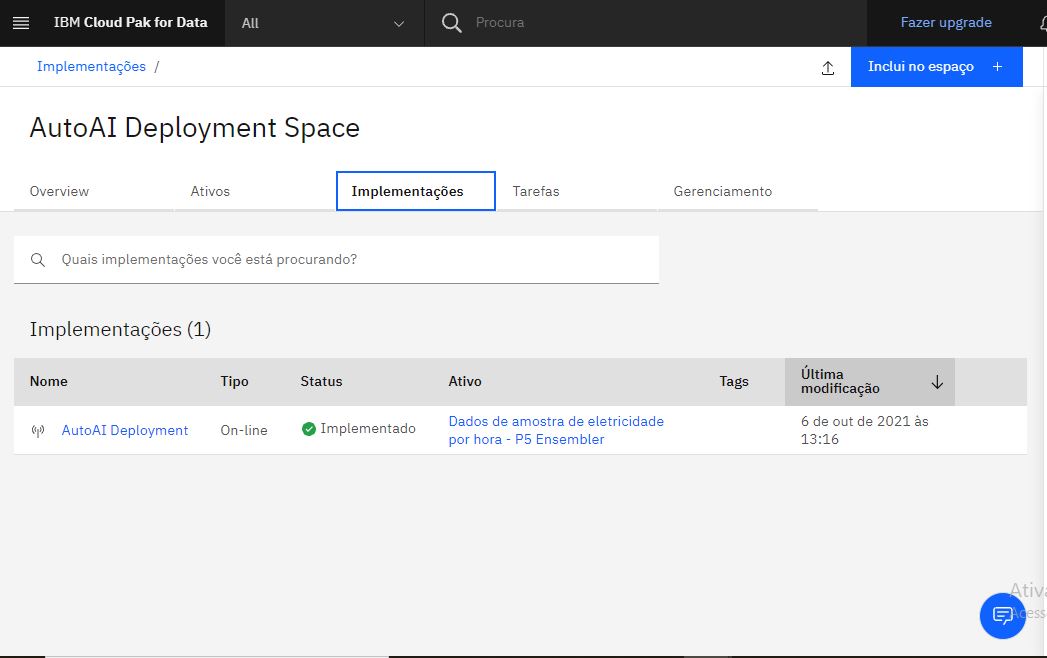 IBM Cloud Pak for Data
All
Procura
Fazer upgrade
Implementações /
Inclui no espaço +
AutoAI Deployment Space
Overview
Ativos
Implementações
Tarefas
Gerenciamento
Quais implementações você está procurando?
Implementações (1)
Nome
Tipo
Status
Ativo
Tags
Última
modificação
AutoAI Deployment
On-line
Implementado
Dados de amostra de eletricidade
por hora - P5 Ensembler
6 de out de 2021 às
13:16